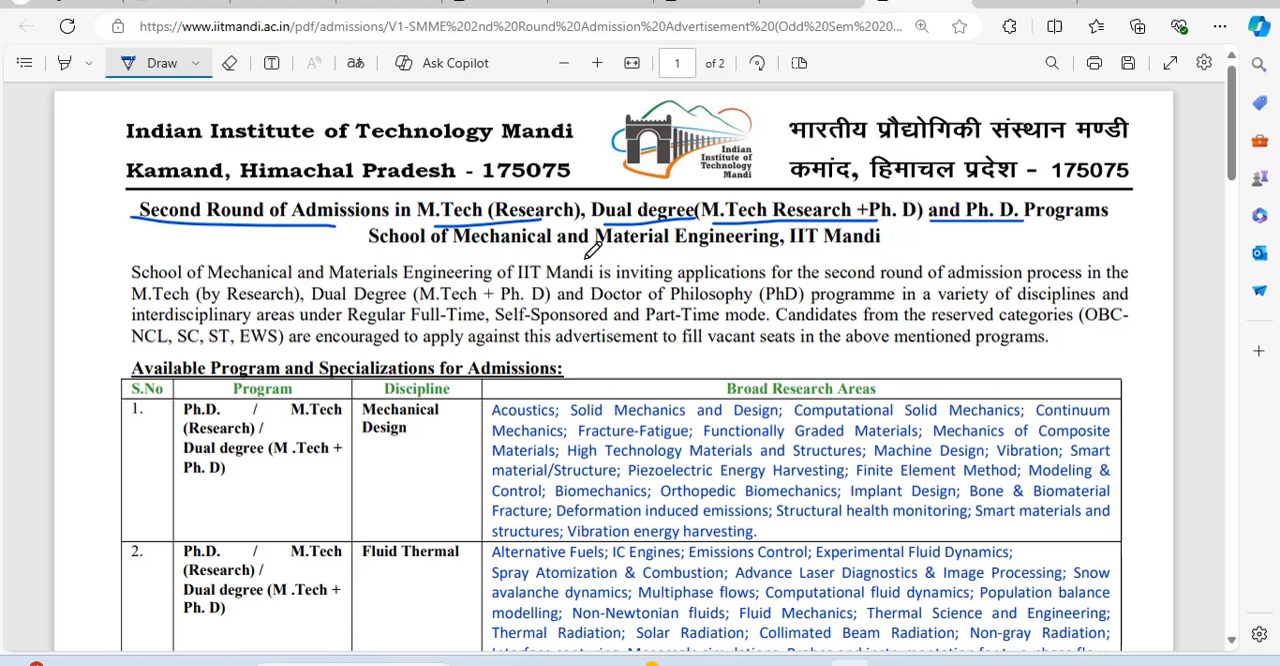 https://www.iitmandi.ac.in/pdf/admissions/V1-SMME%202nd%20Round%20Admission%20Advertisement%20(Odd%20Sem%2020...
Draw
Ask Copilot
1 of 2
Indian Institute of Technology Mandi
Kamand, Himachal Pradesh - 175075
Indian
Institute of
Technology
Mandi
भारतीय प्रौद्योगिकी संस्थान मण्डी
कमांद, हिमाचल प्रदेश - 175075
Second Round of Admissions in M.Tech (Research), Dual degree(M.Tech Research +Ph. D) and Ph. D. Programs
School of Mechanical and Material Engineering, IIT Mandi
School of Mechanical and Materials Engineering of IIT Mandi is inviting applications for the second round of admission process in the
M.Tech (by Research), Dual Degree (M.Tech + Ph. D) and Doctor of Philosophy (PhD) programme in a variety of disciplines and
interdisciplinary areas under Regular Full-Time, Self-Sponsored and Part-Time mode. Candidates from the reserved categories (OBC-
NCL, SC, ST, EWS) are encouraged to apply against this advertisement to fill vacant seats in the above mentioned programs.
Available Program and Specializations for Admissions:
S.No Program Discipline Broad Research Areas
1. Ph.D. / M.Tech
(Research) /
Dual degree (M .Tech +
Ph. D)
Mechanical
Design
Acoustics; Solid Mechanics and Design; Computational Solid Mechanics; Continuum
Mechanics; Fracture-Fatigue; Functionally Graded Materials; Mechanics of Composite
Materials; High Technology Materials and Structures; Machine Design; Vibration; Smart
material/Structure; Piezoelectric Energy Harvesting; Finite Element Method; Modeling &
Control; Biomechanics; Orthopedic Biomechanics; Implant Design; Bone & Biomaterial
Fracture; Deformation induced emissions; Structural health monitoring; Smart materials and
structures; Vibration energy harvesting.
2. Ph.D. / M.Tech
(Research) /
Dual degree (M .Tech +
Ph. D)
Fluid Thermal
Alternative Fuels; IC Engines; Emissions Control; Experimental Fluid Dynamics;
Spray Atomization & Combustion; Advance Laser Diagnostics & Image Processing; Snow
avalanche dynamics; Multiphase flows; Computational fluid dynamics; Population balance
modelling; Non-Newtonian fluids; Fluid Mechanics; Thermal Science and Engineering;
Thermal Radiation; Solar Radiation; Collimated Beam Radiation; Non-gray Radiation;